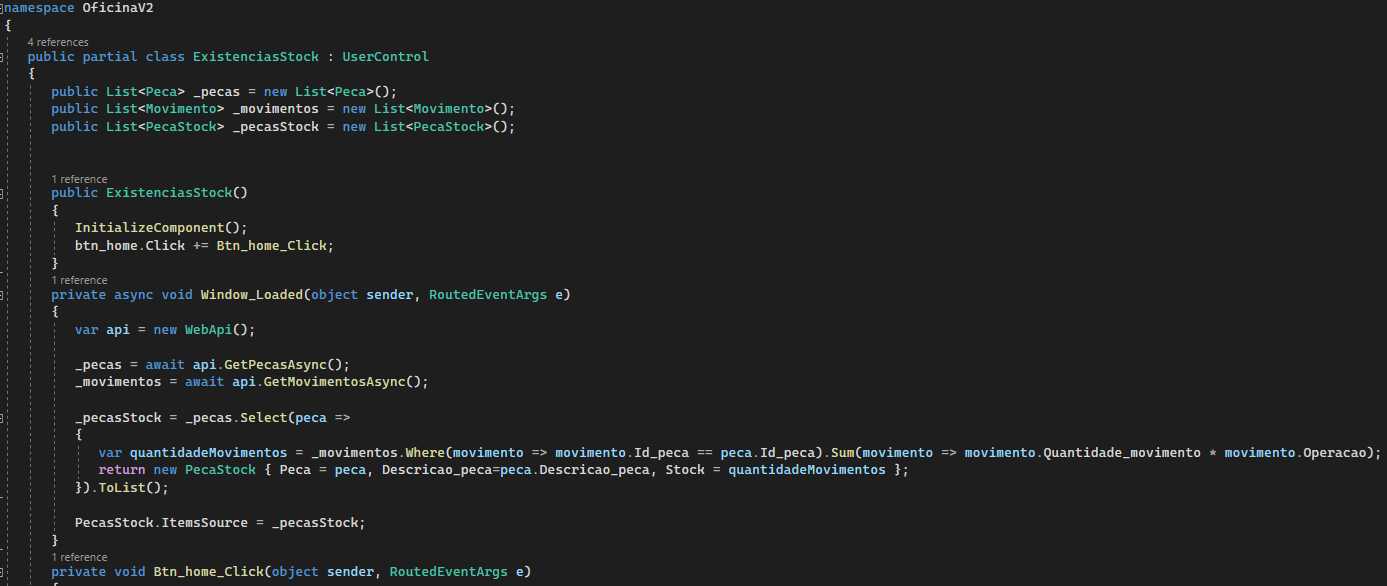 namespace OficinaV2
{
4 references
public partial class ExistenciasStock : UserControl
{
public List<Peca> _pecas = new List<Peca>();
public List<Movimento> _movimentos = new List<Movimento>();
public List<PecaStock> _pecasStock = new List<PecaStock>();
1 reference
public ExistenciasStock()
{
InitializeComponent();
btn_home.Click += Btn_home_Click;
}
1 reference
private async void Window_Loaded(object sender, RoutedEventArgs e)
{
var api = new WebApi();
_pecas = await api.GetPecasAsync();
_movimentos = await api.GetMovimentosAsync();
_pecasStock = _pecas.Select(peca =>
{
var quantidadeMovimentos = _movimentos.Where(movimento => movimento.Id_peca == peca.Id_peca).Sum(movimento => movimento.Quantidade_movimento * movimento.Operacao);
return new PecaStock { Peca = peca, Descricao_peca=peca.Descricao_peca, Stock = quantidadeMovimentos };
}).ToList();
PecasStock.ItemsSource = _pecasStock;
}
1 reference
private void Btn_home_Click(object sender, RoutedEventArgs e)